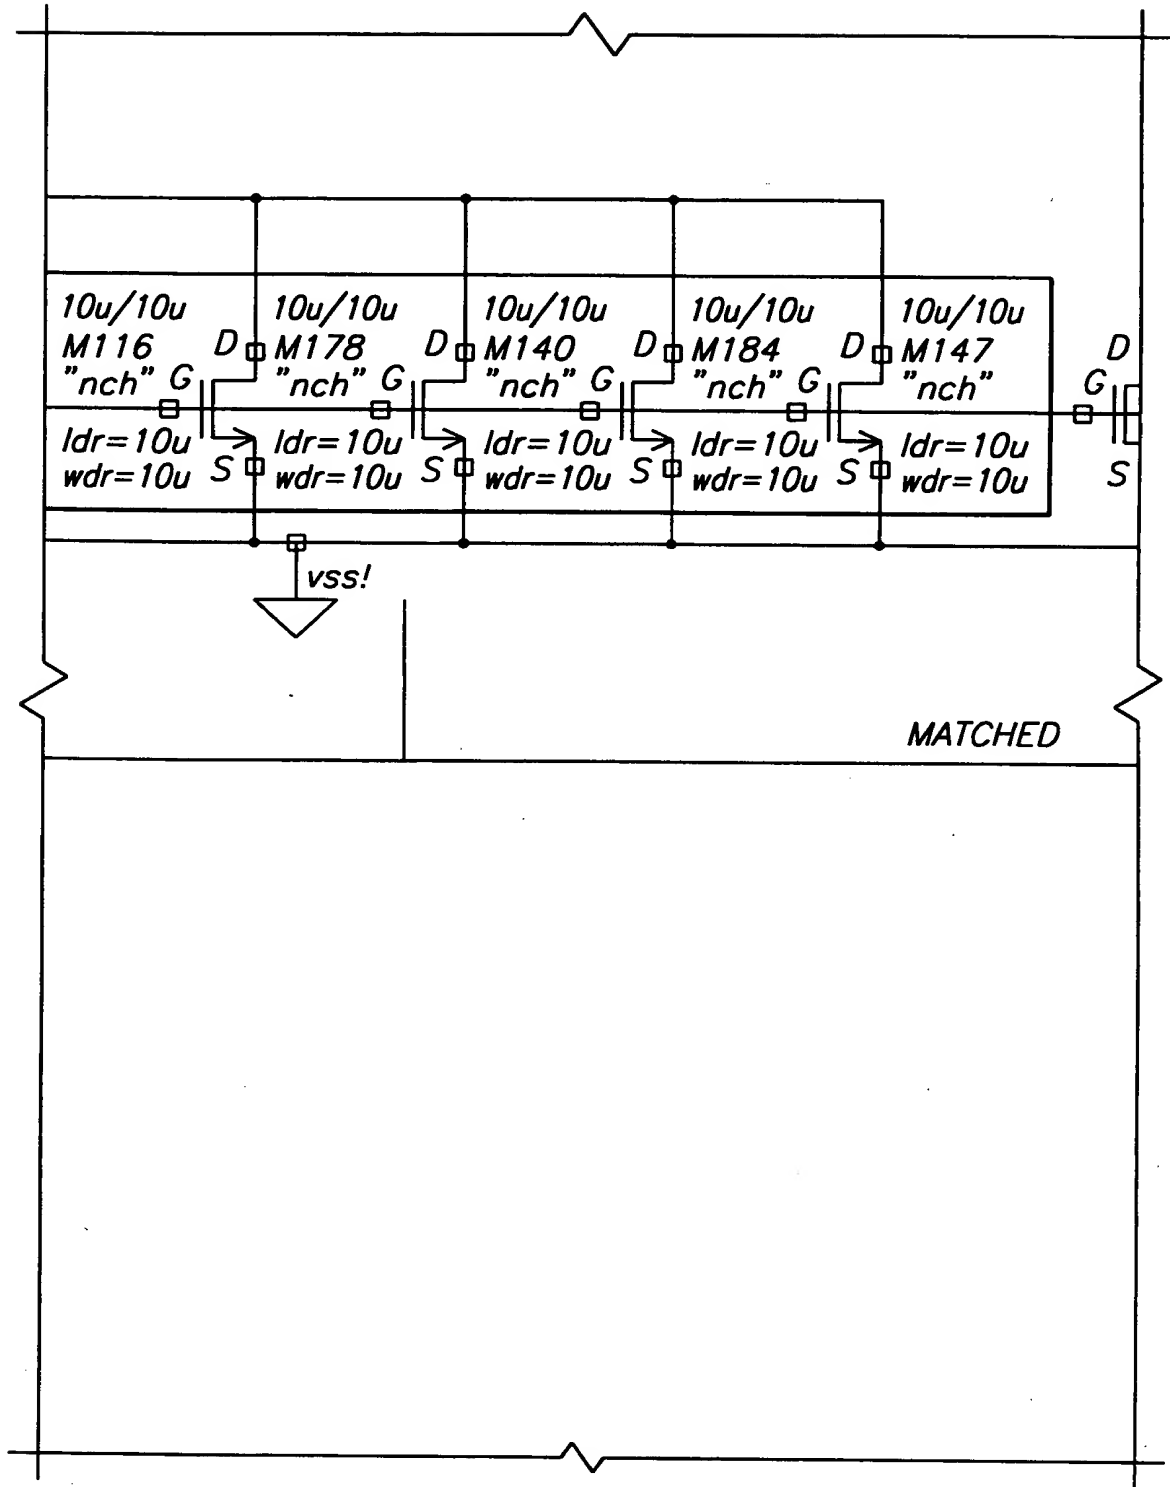 10u/10u 10u/10u 10u/10u 10u/10u 10u/10u
M116 D M178 D M140 D M184 D M147 D
"nch" G "nch" G "nch" G "nch" G "nch" G
ldr=10u ldr=10u ldr=10u ldr=10u ldr=10u
wdr=10u S wdr=10u S wdr=10u S wdr=10u S wdr=10u S
vss!
MATCHED